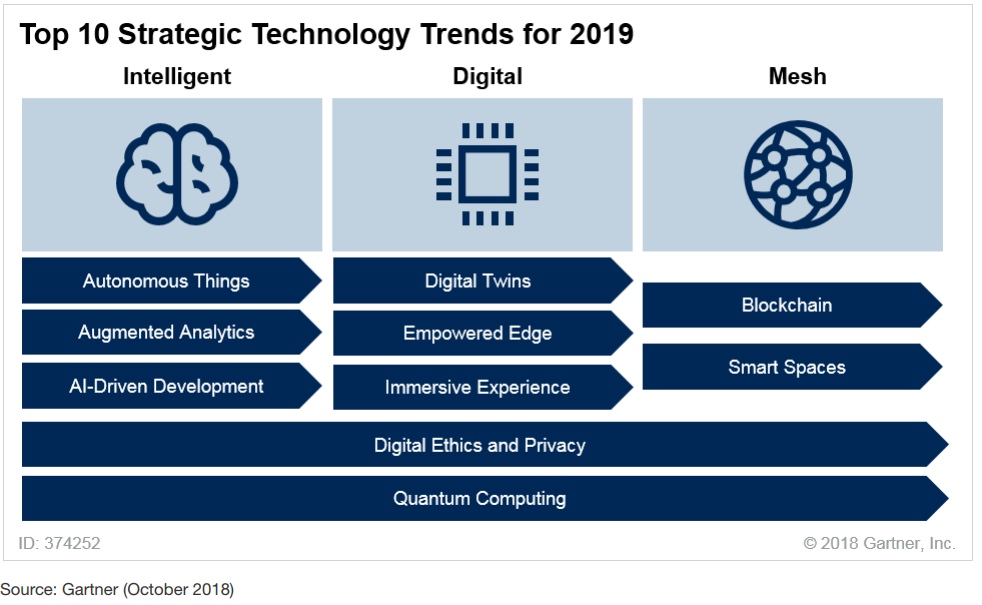 Top 10 Strategic Technology Trends for 2019
Intelligent
Digital
Mesh
Autonomous Things
Augmented Analytics
AI-Driven Development
Digital Twins
Empowered Edge
Immersive Experience
Blockchain
Smart Spaces
Digital Ethics and Privacy
Quantum Computing
ID: 374252
© 2018 Gartner, Inc.
Source: Gartner (October 2018)